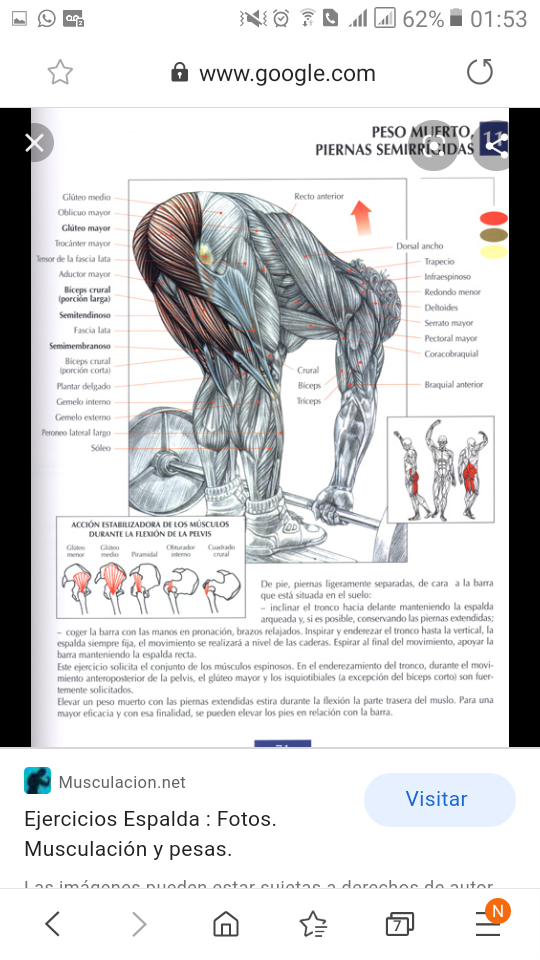 62% 01:53
www.google.com
PESO MUERTO,
PIERNAS SEMIRRÍGIDAS
11
Glúteo medio
Oblicuo mayor
Glúteo mayor
Trocánter mayor
Tensor de la fascia lata
Aductor mayor
Bíceps crural
(porción larga)
Semitendinoso
Fascia lata
Semimembranoso
Bíceps crural
(porción corta)
Plantar delgado
Gemelo interno
Gemelo externo
Peroneo lateral largo
Sóleo
Recto anterior
Dorsal ancho
Trapecio
Infraespinoso
Redondo menor
Deltoides
Serrato mayor
Pectoral mayor
Coracobraquial
Braquial anterior
Crural
Bíceps
Tríceps
ACCIÓN ESTABILIZADORA DE LOS MÚSCULOS
DURANTE LA FLEXIÓN DE LA PELVIS
Glúteo menor
Glúteo medio
Piramidal
Obturador interno
Cuadrado crural
De pie, piernas ligeramente separadas, de cara a la barra
que está situada en el suelo:
– inclinar el tronco hacia delante manteniendo la espalda
arqueada y, si es posible, conservando las piernas extendidas;
– coger la barra con las manos en pronación, brazos relajados. Inspirar y enderezar el tronco hasta la vertical, la
espalda siempre fija, el movimiento se realizará a nivel de las caderas. Espirar al final del movimiento, apoyar la
barra manteniendo la espalda recta.
Este ejercicio solicita el conjunto de los músculos espinosos. En el enderezamiento del tronco, durante el movi-
miento anteroposterior de la pelvis, el glúteo mayor y los isquiotibiales (a excepción del bíceps corto) son fuer-
temente solicitados.
Elevar un peso muerto con las piernas extendidas estira durante la flexión la parte trasera del muslo. Para una
mayor eficacia y con esa finalidad, se pueden elevar los pies en relación con la barra.
Musculacion.net
Visitar
Ejercicios Espalda : Fotos.
Musculación y pesas.
Las imágenes pueden estar sujetas a derechos de autor
7
N